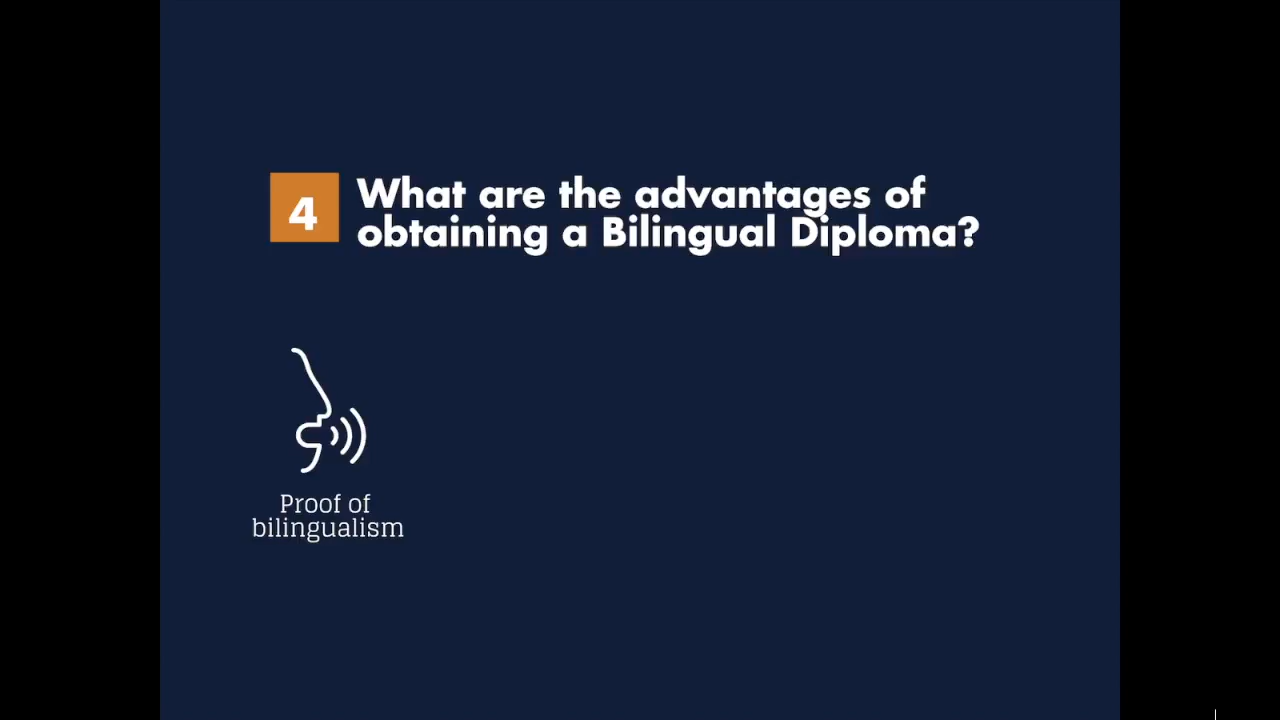 4
What are the advantages of
obtaining a Bilingual Diploma?
Proof of
bilingualism